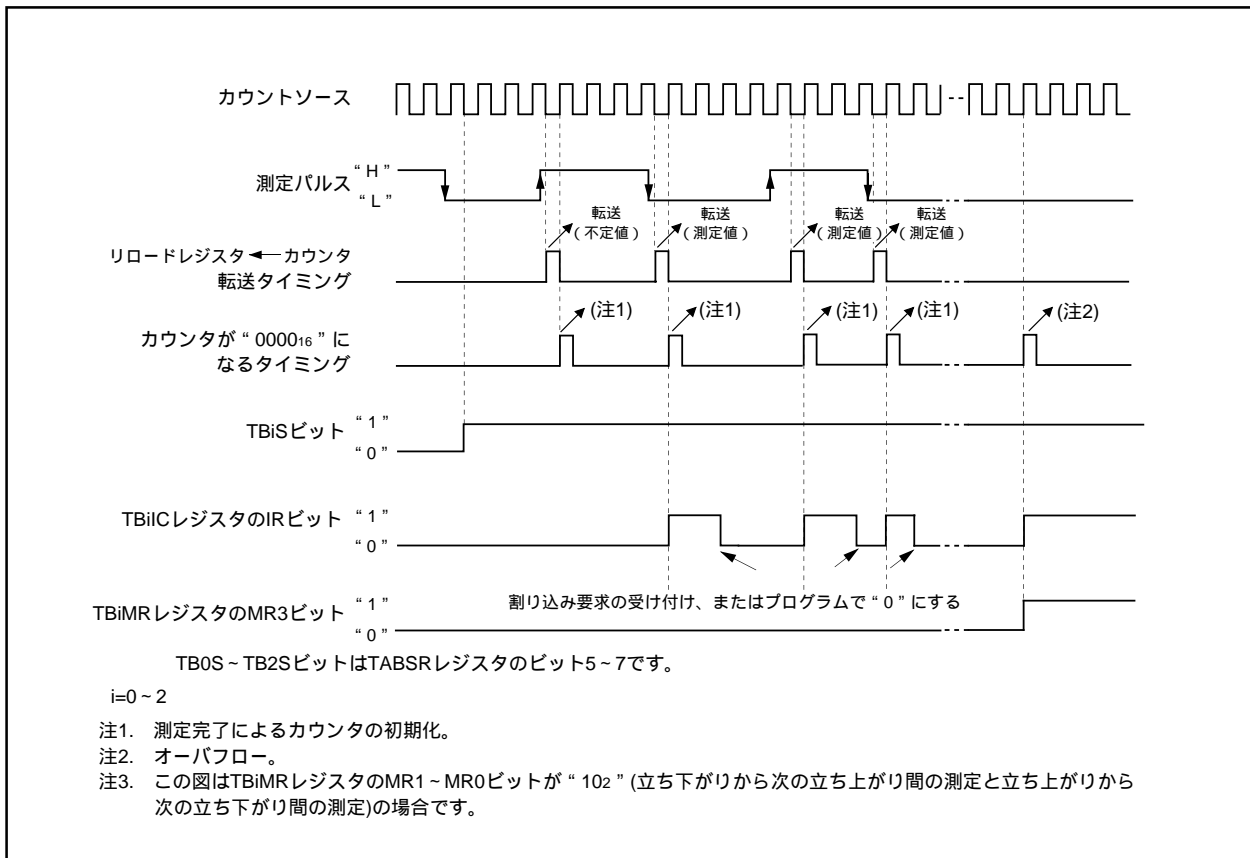 カウントソース
測定パルス
“ H ”
“ L ”
転送
(不定値)
転送
(測定値)
転送
(測定値)
転送
(測定値)
リロードレジスタ ← カウンタ
転送タイミング
(注1)
(注1)
(注1)
(注1)
(注2)
カウンタが “ 0000₁₆ ” に
なるタイミング
TBiSビット
“ 1 ”
“ 0 ”
TBiICレジスタのIRビット
“ 1 ”
“ 0 ”
割り込み要求の受け付け、またはプログラムで “ 0 ” にする
TBiMRレジスタのMR3ビット
“ 1 ”
“ 0 ”
TB0S ~ TB2SビットはTABSRレジスタのビット5 ~ 7です。
i=0 ~ 2
注1. 測定完了によるカウンタの初期化。
注2. オーバフロー。
注3. この図はTBiMRレジスタのMR1 ~ MR0ビットが “ 10₂ ” (立ち下がりから次の立ち上がり間の測定と立ち上がりから
次の立ち下がり間の測定)の場合です。